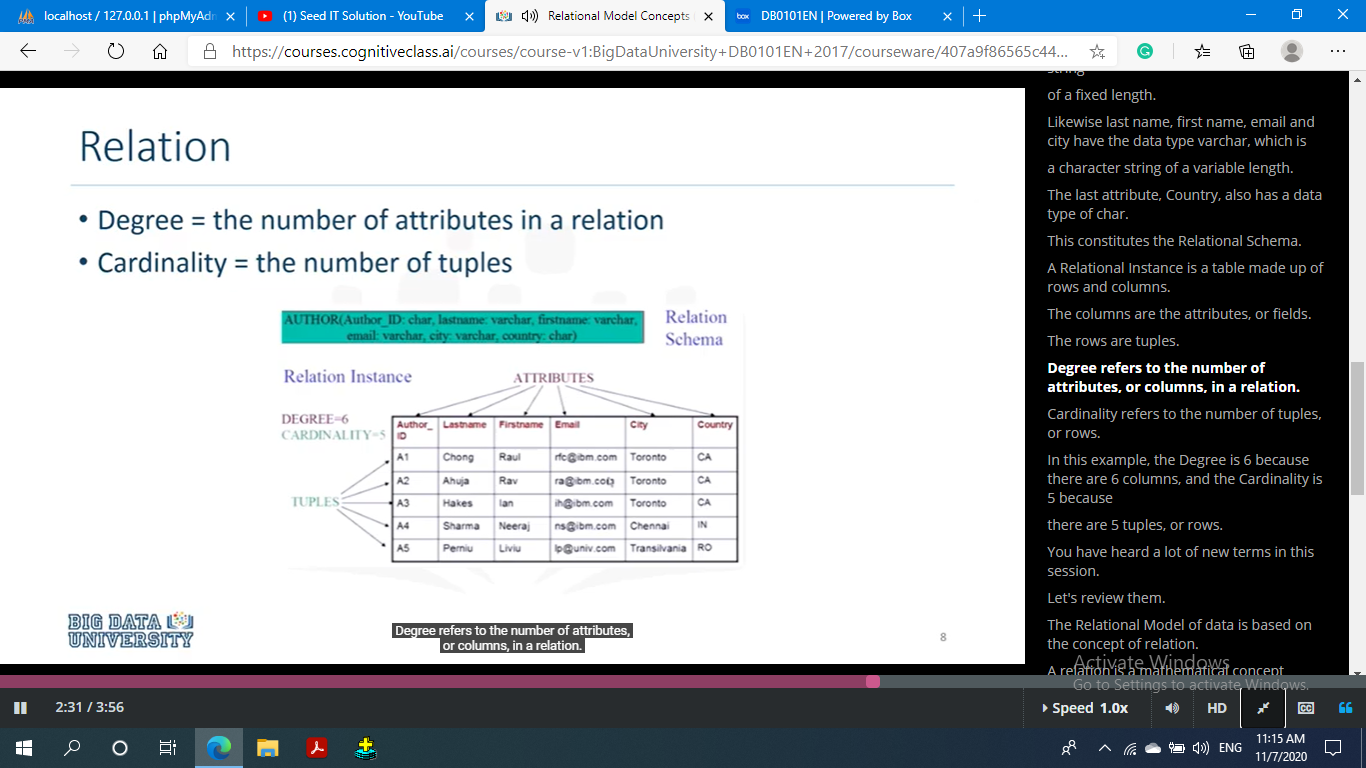 localhost / 127.0.0.1 | phpMyAdn
(1) Seed IT Solution - YouTube
Relational Model Concepts
DB0101EN | Powered by Box
https://courses.cognitiveclass.ai/courses/course-v1:BigDataUniversity+DB0101EN+2017/courseware/407a9f86565c44...
Relation
• Degree = the number of attributes in a relation
• Cardinality = the number of tuples
AUTHOR(Author_ID: char, lastname: varchar, firstname: varchar,
email: varchar, city: varchar, country: char)
Relation
Schema
Relation Instance
ATTRIBUTES
DEGREE=6
CARDINALITY=5
TUPLES
Author_ID Lastname Firstname Email City Country
A1 Chong Raul rfc@ibm.com Toronto CA
A2 Ahuja Rav ra@ibm.com Toronto CA
A3 Hakes Ian ih@ibm.com Toronto CA
A4 Sharma Neeraj ns@ibm.com Chennai IN
A5 Perniu Liviu lp@univ.com Transilvania RO
BIG DATA
UNIVERSITY
Degree refers to the number of attributes,
or columns, in a relation.
8
string
of a fixed length.
Likewise last name, first name, email and
city have the data type varchar, which is
a character string of a variable length.
The last attribute, Country, also has a data
type of char.
This constitutes the Relational Schema.
A Relational Instance is a table made up of
rows and columns.
The columns are the attributes, or fields.
The rows are tuples.
Degree refers to the number of
attributes, or columns, in a relation.
Cardinality refers to the number of tuples,
or rows.
In this example, the Degree is 6 because
there are 6 columns, and the Cardinality is
5 because
there are 5 tuples, or rows.
You have heard a lot of new terms in this
session.
Let's review them.
The Relational Model of data is based on
the concept of relation.
A relation is a mathematical concept
Activate Windows
Go to Settings to activate Windows.
2:31 / 3:56
Speed 1.0x
HD
CC
ENG
11:15 AM
11/7/2020